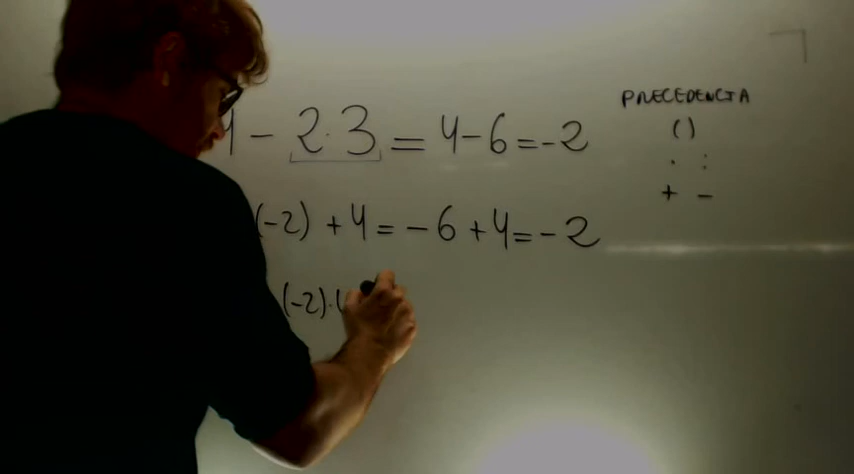 4 - 2·3 = 4-6=-2
(-2) +4 = -6 +4=-2
(-2)·(
PRECEDENCIA
()
· :
+ -